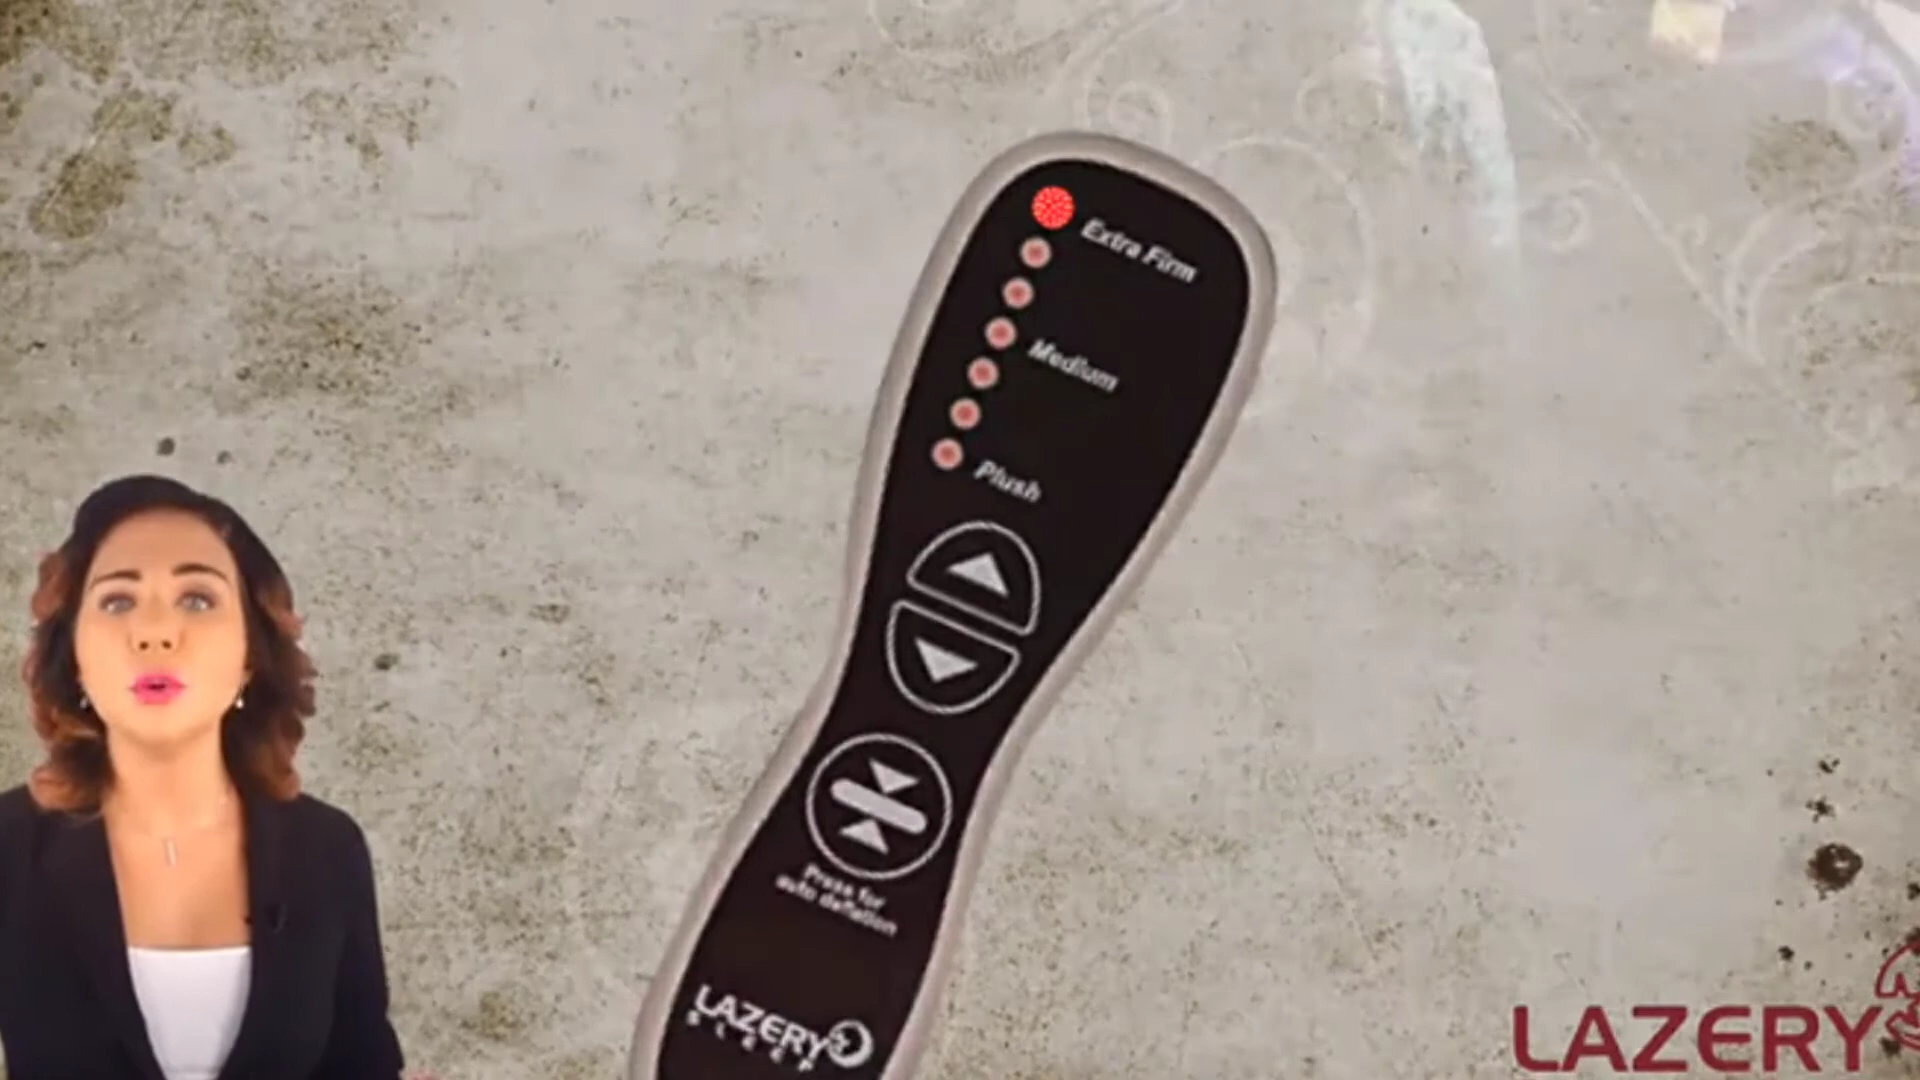 Extra Firm
Medium
Plush
Press for
auto deflation
LAZERY
SLEEP
LAZERY